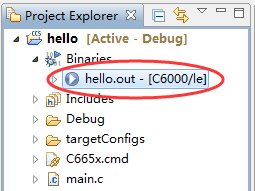 Project Explorer
hello [Active - Debug]
Binaries
hello.out - [C6000/le]
Includes
Debug
targetConfigs
C665x.cmd
main.c